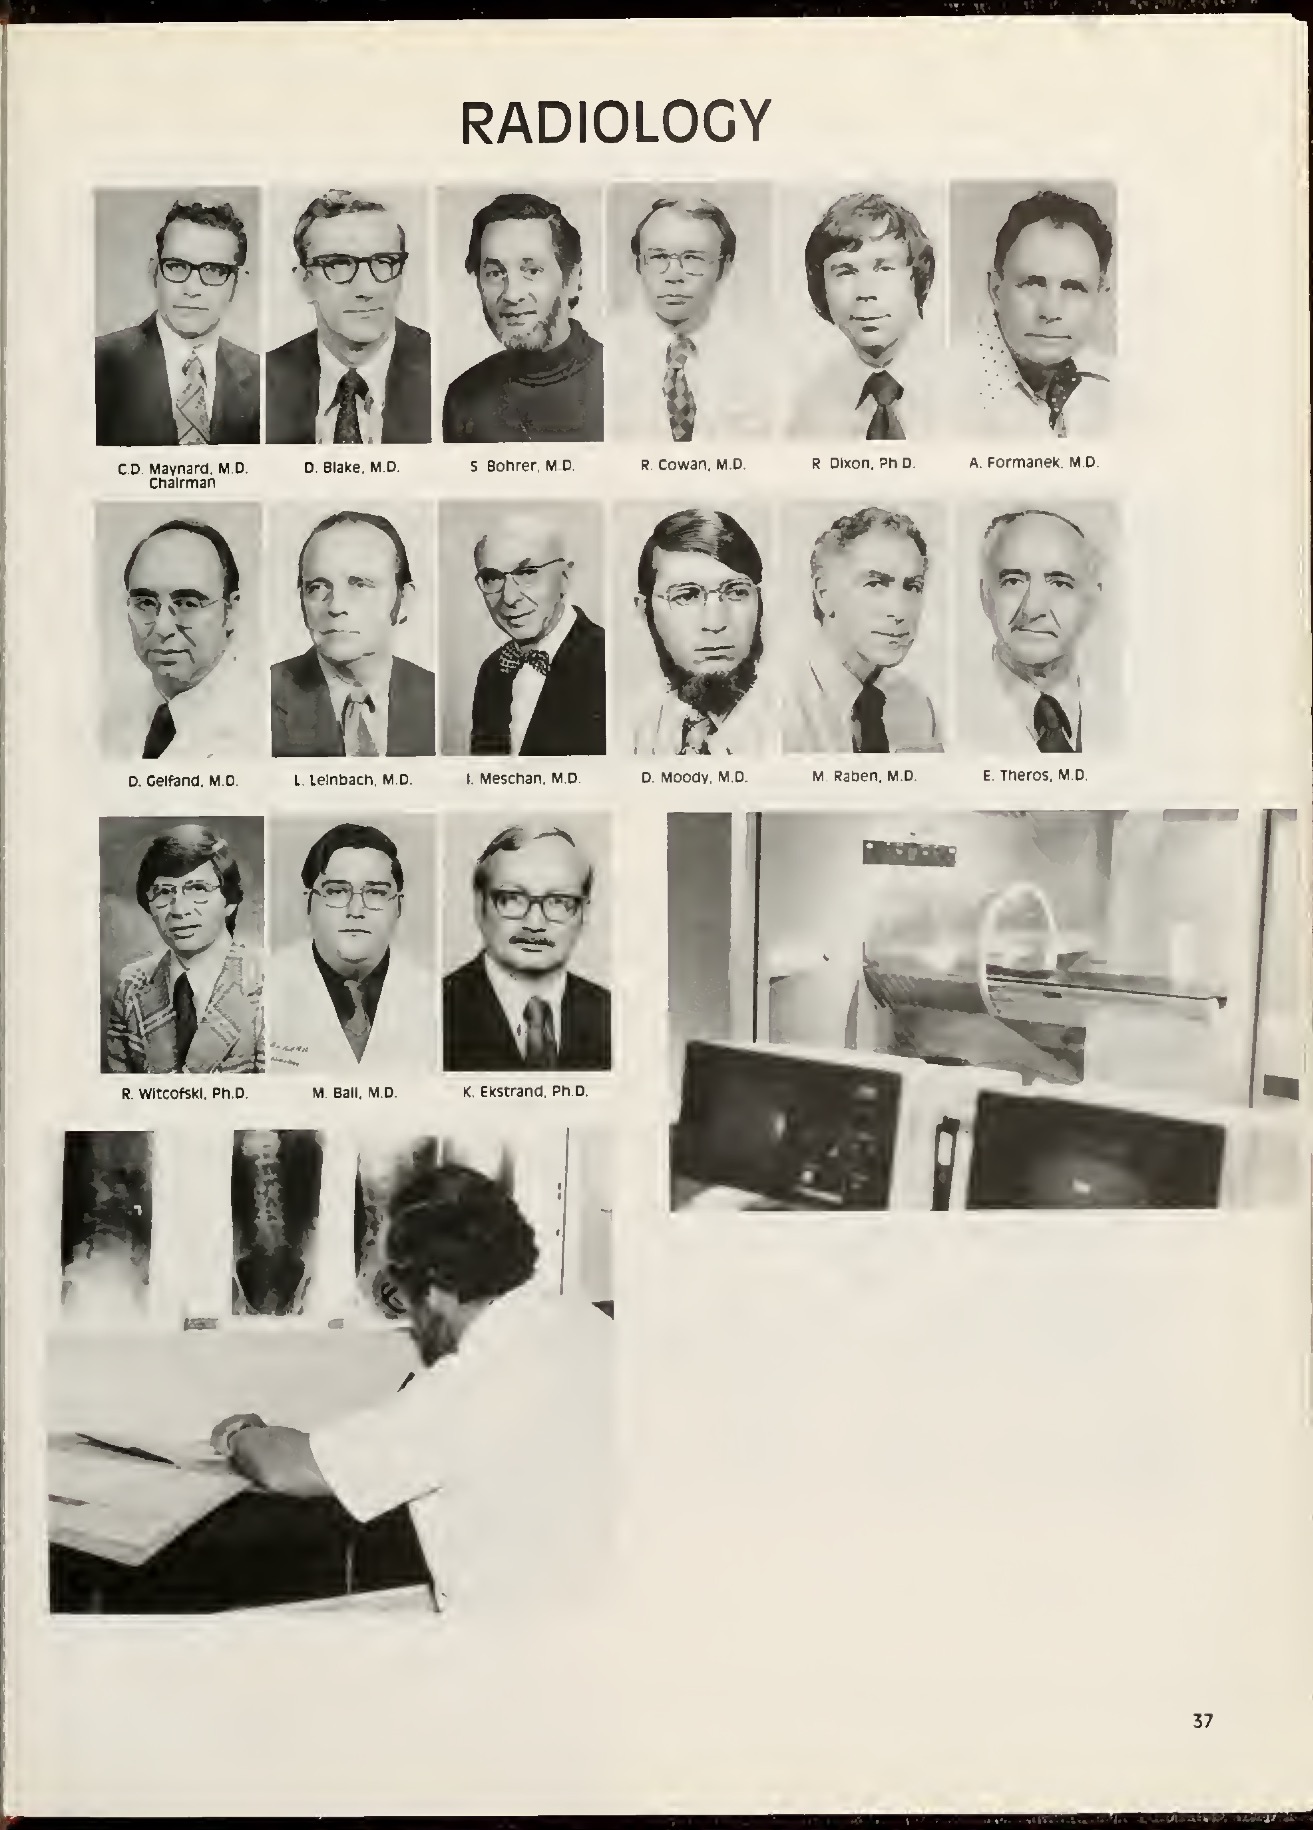 RADIOLOGY
C.D. Maynard, M.D.
Chairman
D. Blake, M.D.
S. Bohrer, M.D.
R. Cowan, M.D.
R. Dixon, Ph.D.
A. Formanek, M.D.
D. Gelfand, M.D.
L. Leinbach, M.D.
I. Meschan, M.D.
D. Moody, M.D.
M. Raben, M.D.
E. Theros, M.D.
R. Witcofski, Ph.D.
M. Ball, M.D.
K. Ekstrand, Ph.D.
37